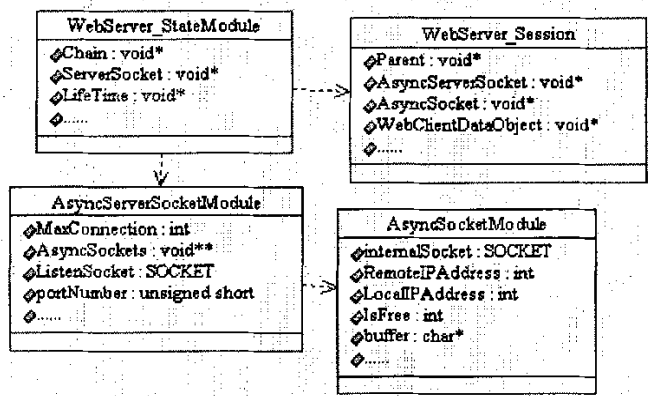 WebServer_StateModule
Chain : void*
ServerSocket : void*
LifeTime : void*
......
WebServer_Session
Parent : void*
AsyncServerSocket : void*
AsyncSocket : void*
WebClientDataObject : void*
......
AsyncServerSocketModule
MaxConnection : int
AsyncSockets : void**
ListenSocket : SOCKET
portNumber : unsigned short
......
AsyncSocketModule
internalSocket : SOCKET
RemoteIPAddress : int
LocalIPAddress : int
IsFree : int
buffer : char*
......